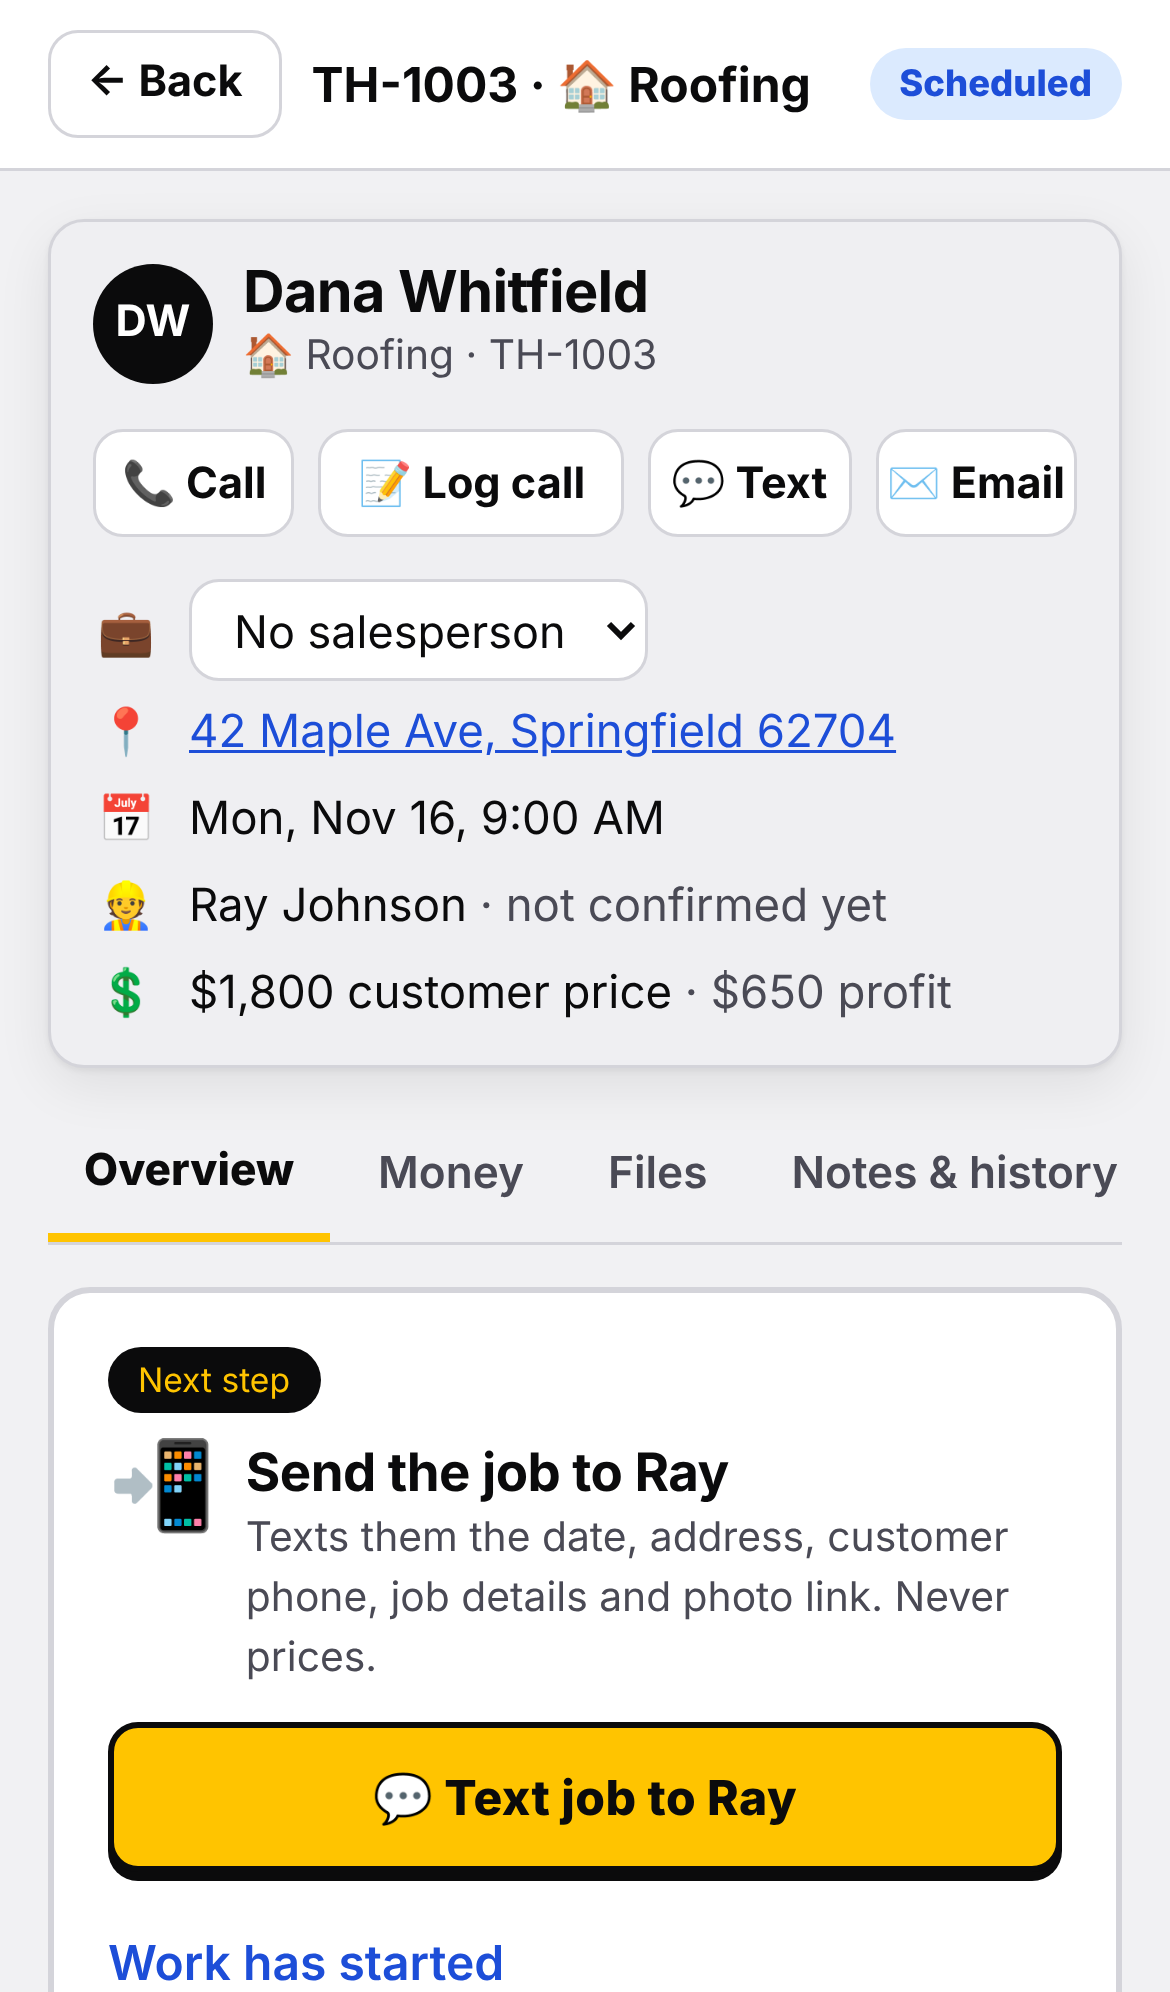 ← Back
TH-1003 · 🏠 Roofing
Scheduled
DW
Dana Whitfield
🏠 Roofing · TH-1003
📞 Call
📝 Log call
💬 Text
✉️ Email
💼 No salesperson
📍 42 Maple Ave, Springfield 62704
📅 Mon, Nov 16, 9:00 AM
👷 Ray Johnson · not confirmed yet
💲 $1,800 customer price · $650 profit
Overview
Money
Files
Notes & history
Next step
📲 Send the job to Ray
Texts them the date, address, customer
phone, job details and photo link. Never
prices.
💬 Text job to Ray
Work has started